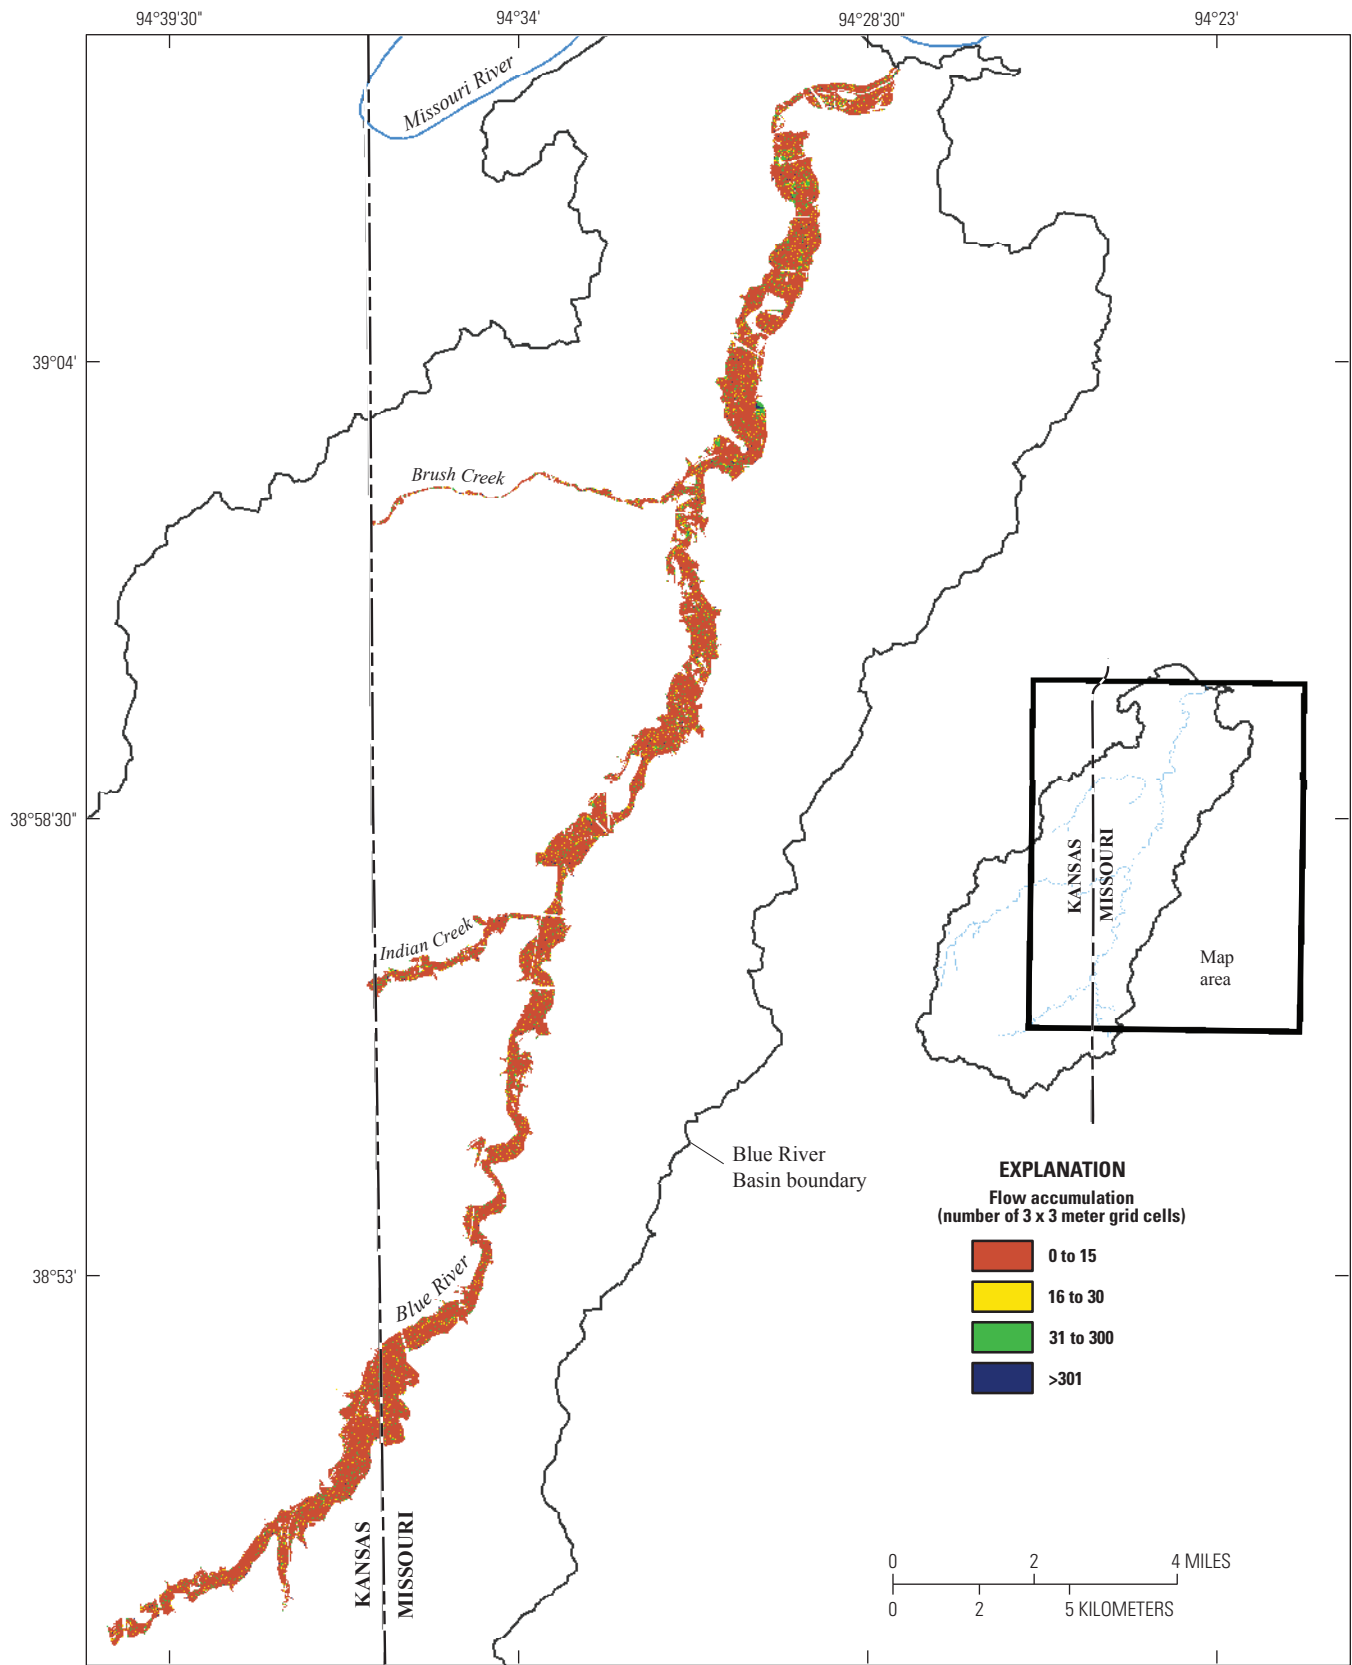 94°39'30"
94°34'
94°28'30"
94°23'
Missouri River
39°04'
Brush Creek
38°58'30"
KANSAS
MISSOURI
Indian Creek
Map
area
Blue River
Basin boundary
EXPLANATION
Flow accumulation
(number of 3 x 3 meter grid cells)
0 to 15
16 to 30
31 to 300
>301
38°53'
Blue River
KANSAS
MISSOURI
0 2 4 MILES
0 2 5 KILOMETERS